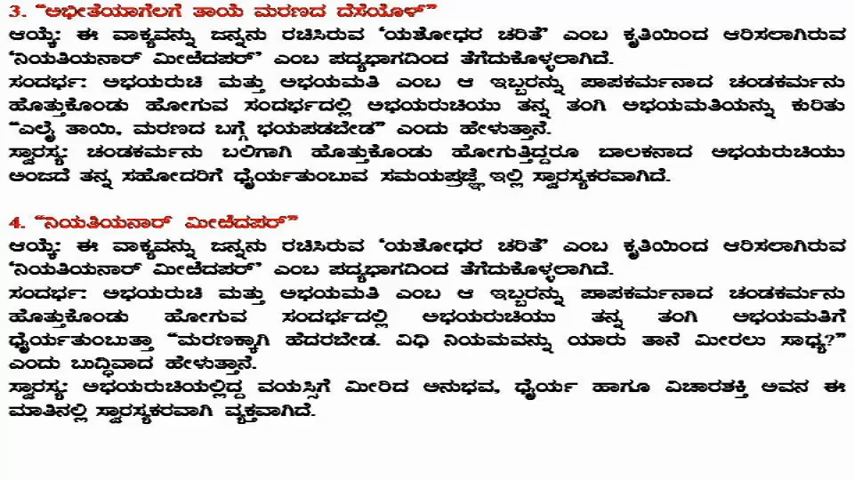 3. “ಅಭೀತೆಯಾಗೆಲಗೆ ತಾಯೆ ಮರಣದ ದೆಸೆಯೊಳ್”
ಆಯ್ಕೆ: ಈ ವಾಕ್ಯವನ್ನು ಜನ್ನನು ರಚಿಸಿರುವ ‘ಯಶೋಧರ ಚರಿತೆ’ ಎಂಬ ಕೃತಿಯಿಂದ ಆರಿಸಲಾಗಿರುವ
‘ನಿಯತಿಯನಾರ್ ಮೀಱಿದಪರ್’ ಎಂಬ ಪದ್ಯಭಾಗದಿಂದ ತೆಗೆದುಕೊಳ್ಳಲಾಗಿದೆ.
ಸಂದರ್ಭ: ಅಭಯರುಚಿ ಮತ್ತು ಅಭಯಮತಿ ಎಂಬ ಆ ಇಬ್ಬರನ್ನು ಪಾಪಕರ್ಮನಾದ ಚಂಡಕರ್ಮನು
ಹೊತ್ತುಕೊಂಡು ಹೋಗುವ ಸಂದರ್ಭದಲ್ಲಿ ಅಭಯರುಚಿಯು ತನ್ನ ತಂಗಿ ಅಭಯಮತಿಯನ್ನು ಕುರಿತು
“ಎಲೈ ತಾಯಿ, ಮರಣದ ಬಗ್ಗೆ ಭಯಪಡಬೇಡ” ಎಂದು ಹೇಳುತ್ತಾನೆ.
ಸ್ವಾರಸ್ಯ: ಚಂಡಕರ್ಮನು ಬಲಿಗಾಗಿ ಹೊತ್ತುಕೊಂಡು ಹೋಗುತ್ತಿದ್ದರೂ ಬಾಲಕನಾದ ಅಭಯರುಚಿಯು
ಅಂಜದೆ ತನ್ನ ಸಹೋದರಿಗೆ ಧೈರ್ಯತುಂಬುವ ಸಮಯಪ್ರಜ್ಞೆ ಇಲ್ಲಿ ಸ್ವಾರಸ್ಯಕರವಾಗಿದೆ.
4. “ನಿಯತಿಯನಾರ್ ಮೀಱಿದಪರ್”
ಆಯ್ಕೆ: ಈ ವಾಕ್ಯವನ್ನು ಜನ್ನನು ರಚಿಸಿರುವ ‘ಯಶೋಧರ ಚರಿತೆ’ ಎಂಬ ಕೃತಿಯಿಂದ ಆರಿಸಲಾಗಿರುವ
‘ನಿಯತಿಯನಾರ್ ಮೀಱಿದಪರ್’ ಎಂಬ ಪದ್ಯಭಾಗದಿಂದ ತೆಗೆದುಕೊಳ್ಳಲಾಗಿದೆ.
ಸಂದರ್ಭ: ಅಭಯರುಚಿ ಮತ್ತು ಅಭಯಮತಿ ಎಂಬ ಆ ಇಬ್ಬರನ್ನು ಪಾಪಕರ್ಮನಾದ ಚಂಡಕರ್ಮನು
ಹೊತ್ತುಕೊಂಡು ಹೋಗುವ ಸಂದರ್ಭದಲ್ಲಿ ಅಭಯರುಚಿಯು ತನ್ನ ತಂಗಿ ಅಭಯಮತಿಗೆ
ಧೈರ್ಯತುಂಬುತ್ತಾ “ಮರಣಕ್ಕಾಗಿ ಹೆದರಬೇಡ. ವಿಧಿ ನಿಯಮವನ್ನು ಯಾರು ತಾನೆ ಮೀರಲು ಸಾಧ್ಯ?”
ಎಂದು ಬುದ್ಧಿವಾದ ಹೇಳುತ್ತಾನೆ.
ಸ್ವಾರಸ್ಯ: ಅಭಯರುಚಿಯಲ್ಲಿದ್ದ ವಯಸ್ಸಿಗೆ ಮೀರಿದ ಅನುಭವ, ಧೈರ್ಯ ಹಾಗೂ ವಿಚಾರಶಕ್ತಿ ಅವನ ಈ
ಮಾತಿನಲ್ಲಿ ಸ್ವಾರಸ್ಯಕರವಾಗಿ ವ್ಯಕ್ತವಾಗಿದೆ.